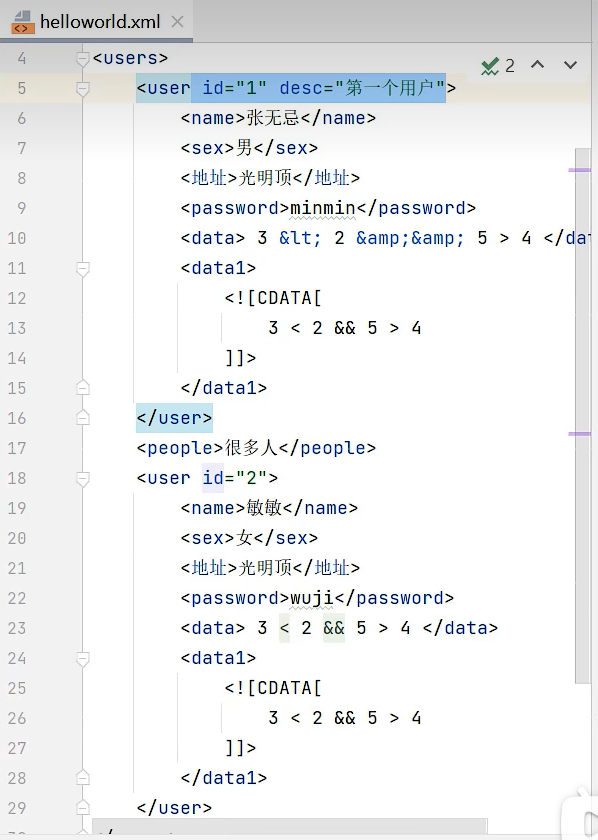 helloworld.xml
2
4 <users>
5 <user id="1" desc="第一个用户">
6 <name>张无忌</name>
7 <sex>男</sex>
8 <地址>光明顶</地址>
9 <password>minmin</password>
10 <data> 3 &lt; 2 &amp;&amp; 5 > 4 </dat
11 <data1>
12 <![CDATA[
13 3 < 2 && 5 > 4
14 ]]>
15 </data1>
16 </user>
17 <people>很多人</people>
18 <user id="2">
19 <name>敏敏</name>
20 <sex>女</sex>
21 <地址>光明顶</地址>
22 <password>wuji</password>
23 <data> 3 < 2 && 5 > 4 </data>
24 <data1>
25 <![CDATA[
26 3 < 2 && 5 > 4
27 ]]>
28 </data1>
29 </user>